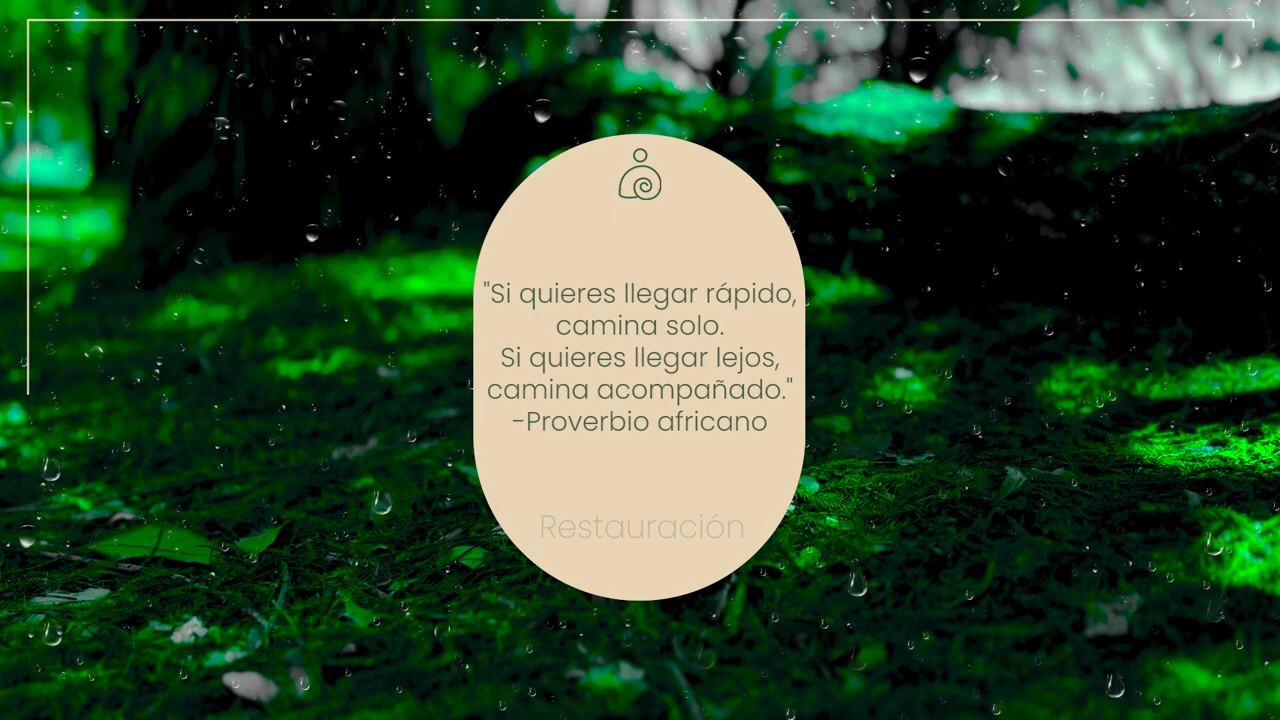 "Si quieres llegar rápido,
camina solo.
Si quieres llegar lejos,
camina acompañado."
-Proverbio africano
Restauración